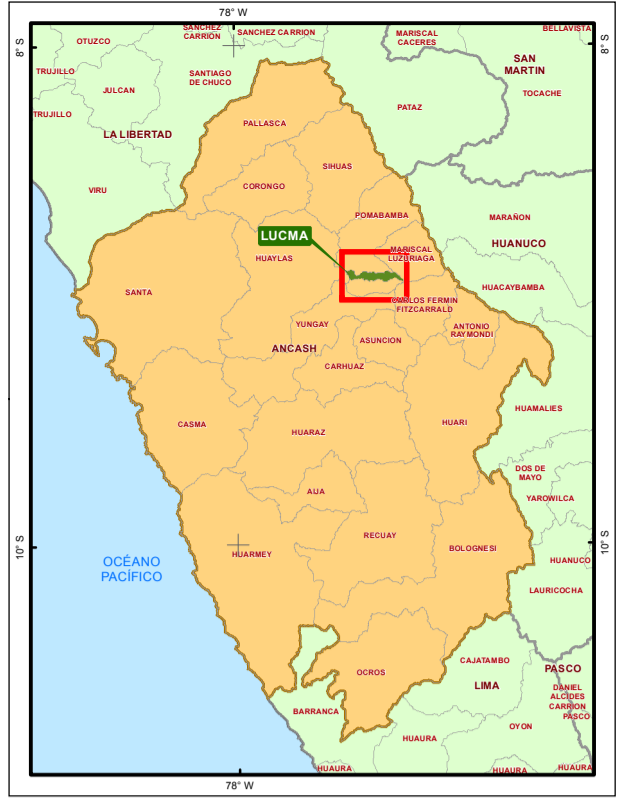 78° W
8° S
8° S
OTUZCO
SANCHEZ
CARRIÓN
SANCHEZ CARRION
MARISCAL
CACERES
BELLAVISTA
SAN
MARTIN
TRUJILLO
SANTIAGO
DE CHUCO
JULCAN
TOCACHE
TRUJILLO
PATAZ
PALLASCA
LA LIBERTAD
SIHUAS
VIRU
CORONGO
POMABAMBA
MARAÑON
LUCMA
HUANUCO
MARISCAL
LUZURIAGA
HUAYLAS
SANTA
HUACAYBAMBA
CARLOS FERMIN
FITZCARRALD
YUNGAY
ANTONIO
RAYMONDI
ASUNCION
ANCASH
CARHUAZ
HUAMALIES
CASMA
HUARI
HUARAZ
DOS DE
MAYO
AIJA
YAROWILCA
RECUAY
10° S
HUARMEY
BOLOGNESI
10° S
OCÉANO
PACÍFICO
HUANUCO
LAURICOCHA
CAJATAMBO
OCROS
PASCO
LIMA
DANIEL
ALCIDES
CARRION
PASCO
BARRANCA
OYON
HUAURA
HUAURA
HUAURA
HUAURA
78° W